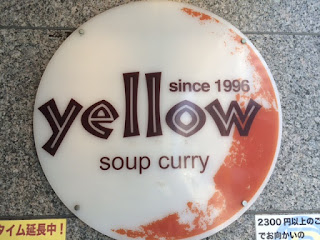 since 1996
yellow
soup curry
タイム延長中!
2300円以上のこ
でお向かいの